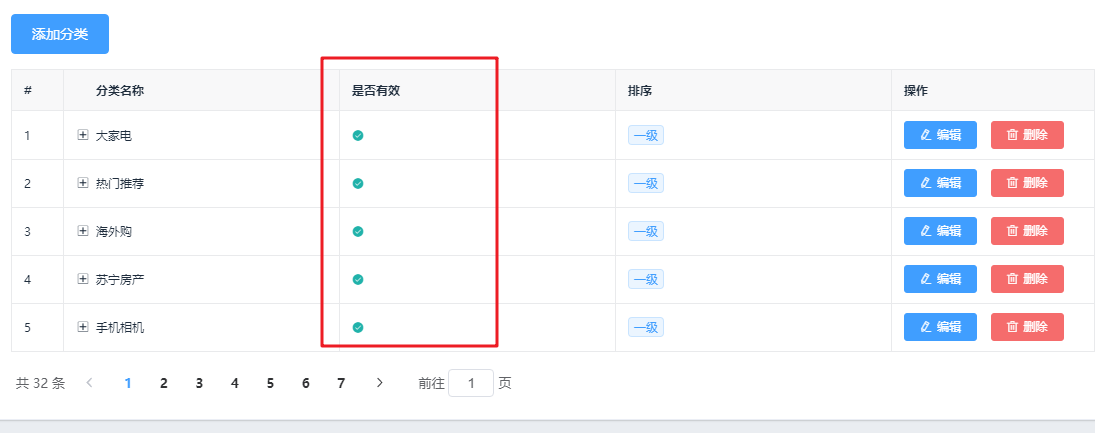 添加分类
# 分类名称 是否有效 排序 操作
1 大家电 一级 编辑 删除
2 热门推荐 一级 编辑 删除
3 海外购 一级 编辑 删除
4 苏宁房产 一级 编辑 删除
5 手机相机 一级 编辑 删除
共 32 条 < 1 2 3 4 5 6 7 > 前往 1 页